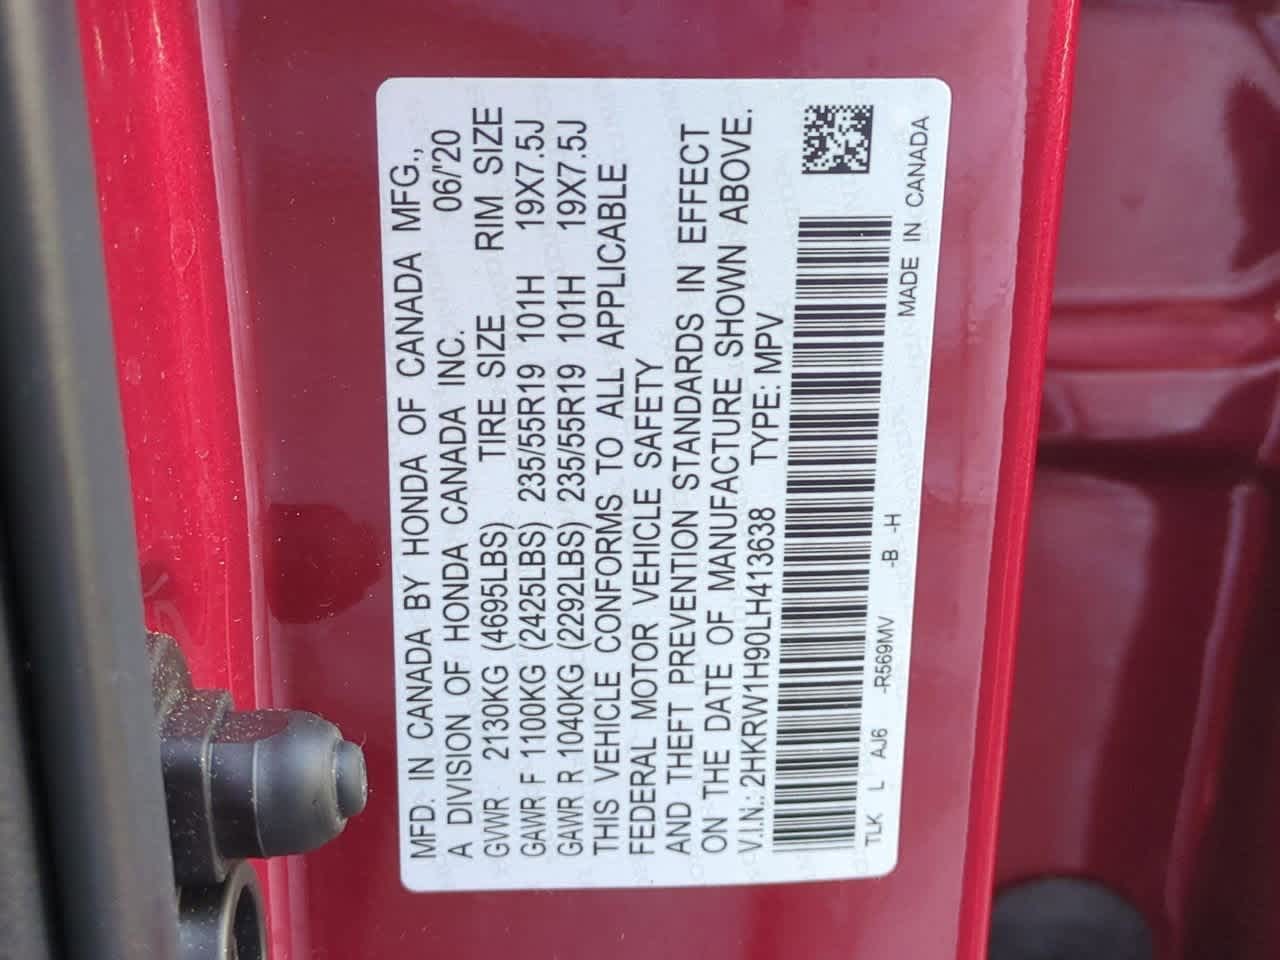 MFD. IN CANADA BY HONDA OF CANADA MFG.,
A DIVISION OF HONDA CANADA INC. 06/'20
GVWR 2130KG (4695LBS) TIRE SIZE RIM SIZE
GAWR F 1100KG (2425LBS) 235/55R19 101H 19X7.5J
GAWR R 1040KG (2292LBS) 235/55R19 101H 19X7.5J
THIS VEHICLE CONFORMS TO ALL APPLICABLE
FEDERAL MOTOR VEHICLE SAFETY
AND THEFT PREVENTION STANDARDS IN EFFECT
ON THE DATE OF MANUFACTURE SHOWN ABOVE.
V.I.N.: 2HKRW1H90LH413638 TYPE: MPV
TLK L AJ6 -R569MV -B -H MADE IN CANADA